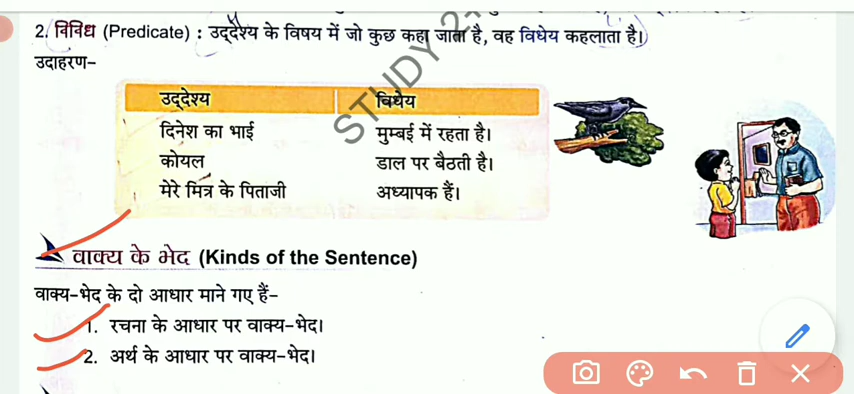 2. विविध (Predicate) : उद्देश्य के विषय में जो कुछ कहा जाता है, वह विधेय कहलाता है।
उदाहरण–
उद्देश्य विधेय
दिनेश का भाई मुम्बई में रहता है।
कोयल डाल पर बैठती है।
मेरे मित्र के पिताजी अध्यापक हैं।
वाक्य के भेद (Kinds of the Sentence)
वाक्य-भेद के दो आधार माने गए हैं–
1. रचना के आधार पर वाक्य-भेद।
2. अर्थ के आधार पर वाक्य-भेद।
STUDY